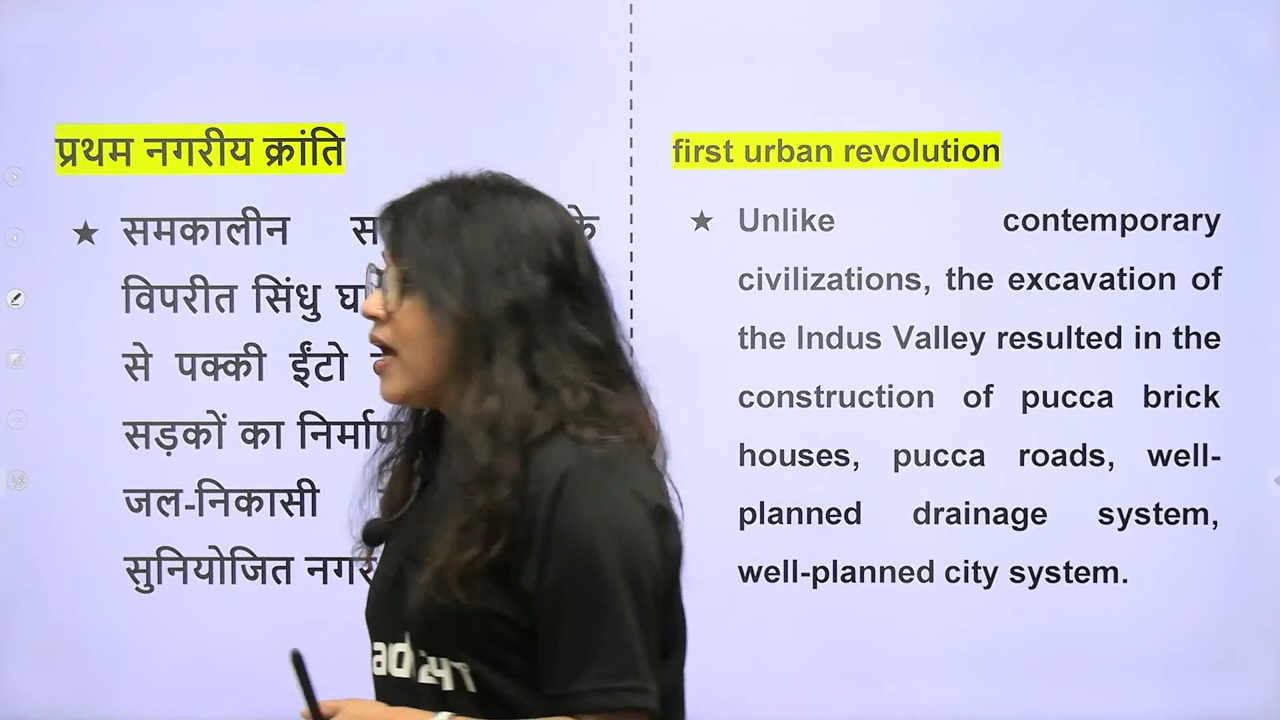 प्रथम नगरीय क्रांति
★ समकालीन के
विपरीत सिंधु
से पक्की ईंटो
सड़कों का निर्माण
जल-निकासी
सुनियोजित
first urban revolution
★ Unlike contemporary
civilizations, the excavation of
the Indus Valley resulted in the
construction of pucca brick
houses, pucca roads, well-
planned drainage system,
well-planned city system.